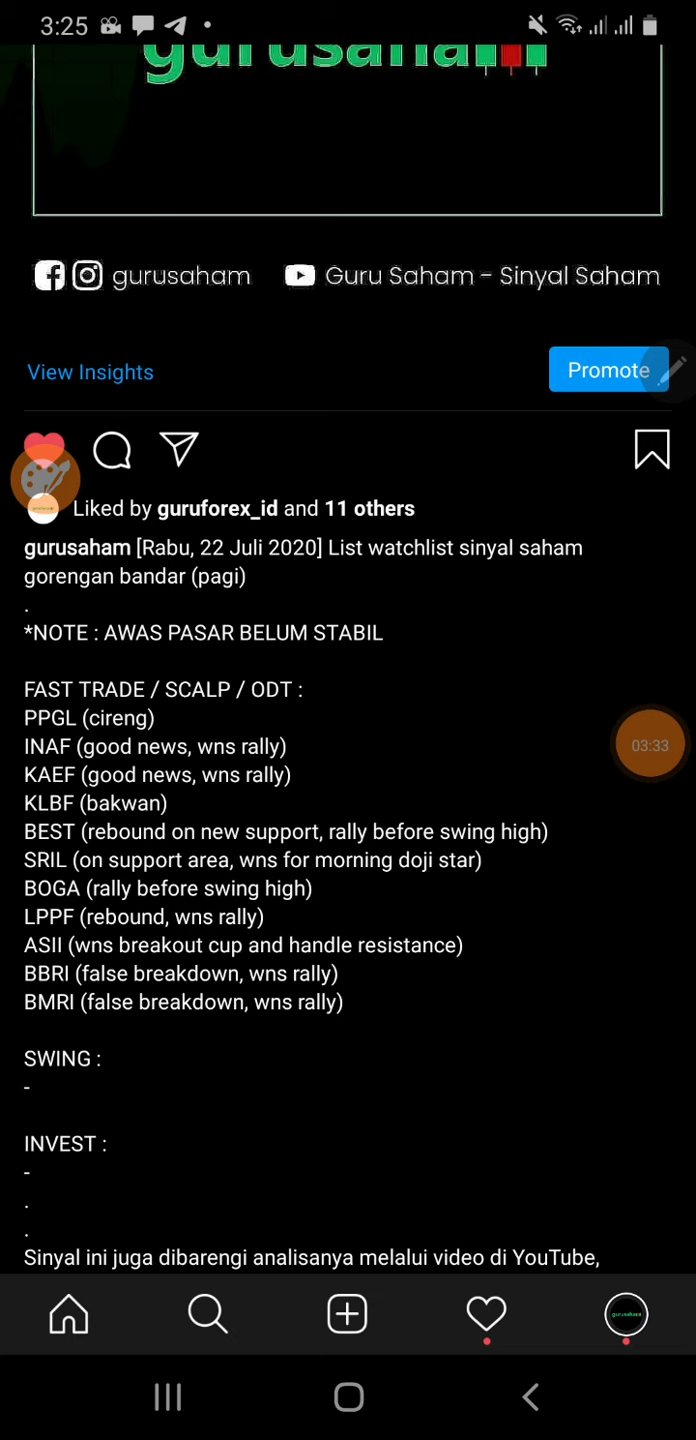 3:25
gurusaham
gurusaham
Guru Saham - Sinyal Saham
View Insights
Promote
Liked by guruforex_id and 11 others
gurusaham [Rabu, 22 Juli 2020] List watchlist sinyal saham
gorengan bandar (pagi)
.
*NOTE : AWAS PASAR BELUM STABIL
FAST TRADE / SCALP / ODT :
PPGL (cireng)
INAF (good news, wns rally)
KAEF (good news, wns rally)
03:33
KLBF (bakwan)
BEST (rebound on new support, rally before swing high)
SRIL (on support area, wns for morning doji star)
BOGA (rally before swing high)
LPPF (rebound, wns rally)
ASII (wns breakout cup and handle resistance)
BBRI (false breakdown, wns rally)
BMRI (false breakdown, wns rally)
SWING :
-
INVEST :
-
.
.
Sinyal ini juga dibarengi analisanya melalui video di YouTube,
gurusaham